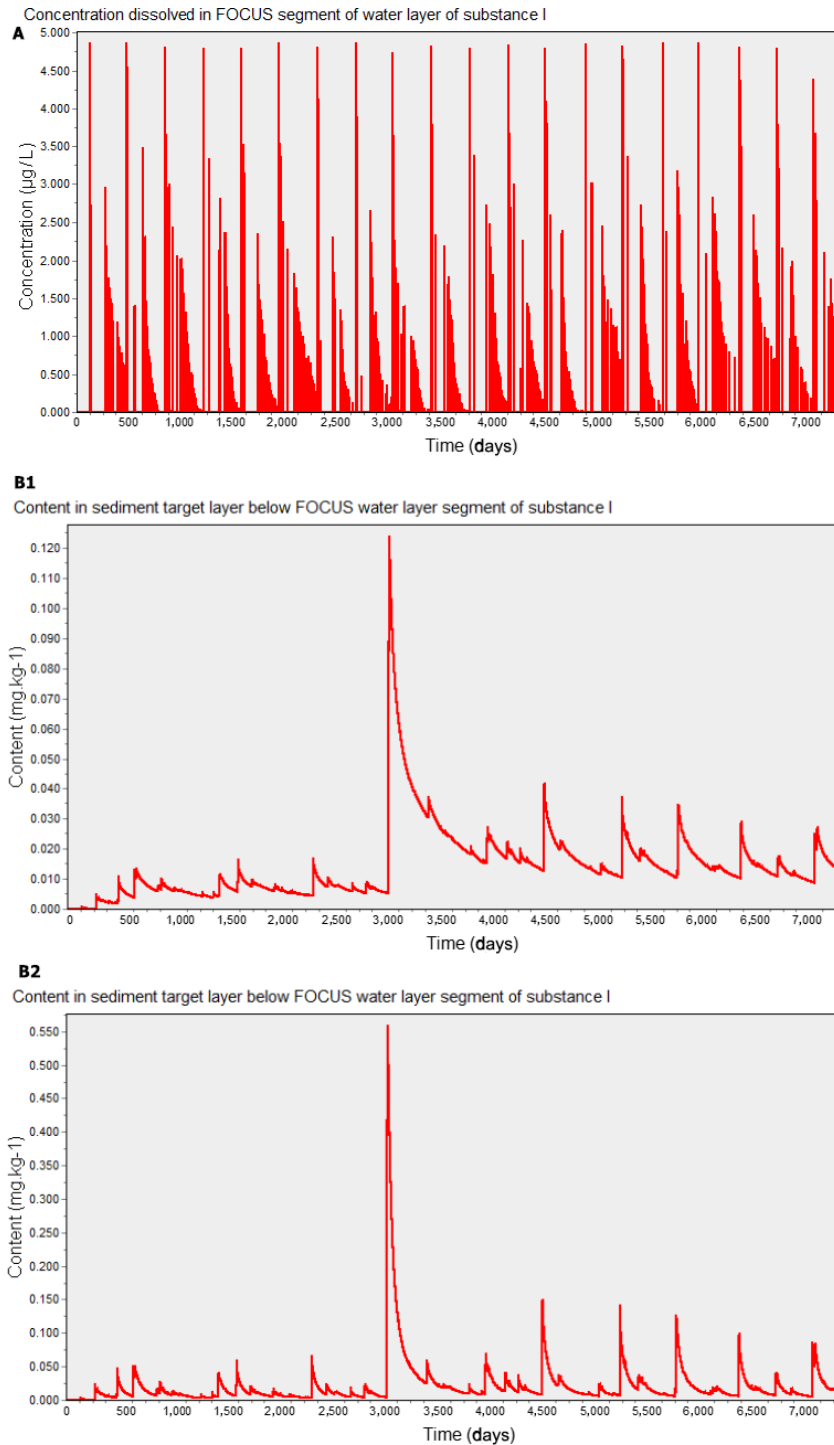 Concentration dissolved in FOCUS segment of water layer of substance I
A
5.000
4.500
4.000
3.500
3.000
2.500
2.000
1.500
1.000
0.500
0.000
Concentration (µg/L)
0 500 1,000 1,500 2,000 2,500 3,000 3,500 4,000 4,500 5,000 5,500 6,000 6,500 7,000
Time (days)
B1
Content in sediment target layer below FOCUS water layer segment of substance I
0.120
0.110
0.100
0.090
0.080
0.070
0.060
0.050
0.040
0.030
0.020
0.010
0.000
Content (mg.kg-1)
0 500 1,000 1,500 2,000 2,500 3,000 3,500 4,000 4,500 5,000 5,500 6,000 6,500 7,000
Time (days)
B2
Content in sediment target layer below FOCUS water layer segment of substance I
0.550
0.500
0.450
0.400
0.350
0.300
0.250
0.200
0.150
0.100
0.050
0.000
Content (mg.kg-1)
0 500 1,000 1,500 2,000 2,500 3,000 3,500 4,000 4,500 5,000 5,500 6,000 6,500 7,000
Time (days)